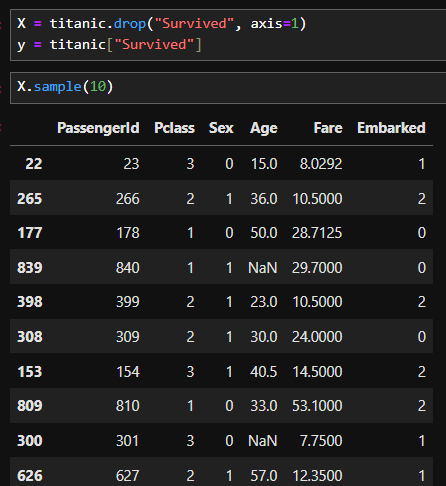 X = titanic.drop("Survived", axis=1)
y = titanic["Survived"]
X.sample(10)
PassengerId Pclass Sex Age Fare Embarked
22 23 3 0 15.0 8.0292 1
265 266 2 1 36.0 10.5000 2
177 178 1 0 50.0 28.7125 0
839 840 1 1 NaN 29.7000 0
398 399 2 1 23.0 10.5000 2
308 309 2 1 30.0 24.0000 0
153 154 3 1 40.5 14.5000 2
809 810 1 0 33.0 53.1000 2
300 301 3 0 NaN 7.7500 1
626 627 2 1 57.0 12.3500 1